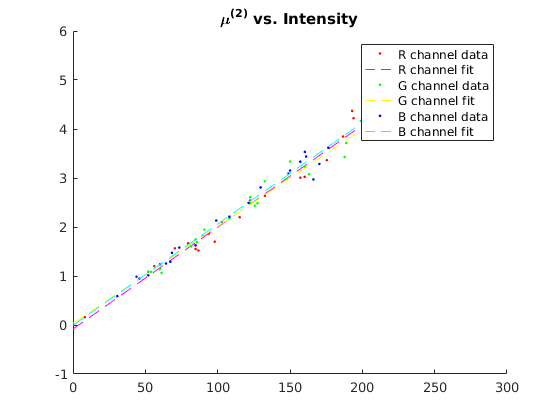 μ(2) vs. Intensity
6
5
4
3
2
1
0
-1
0 50 100 150 200 250 300
R channel data
R channel fit
G channel data
G channel fit
B channel data
B channel fit